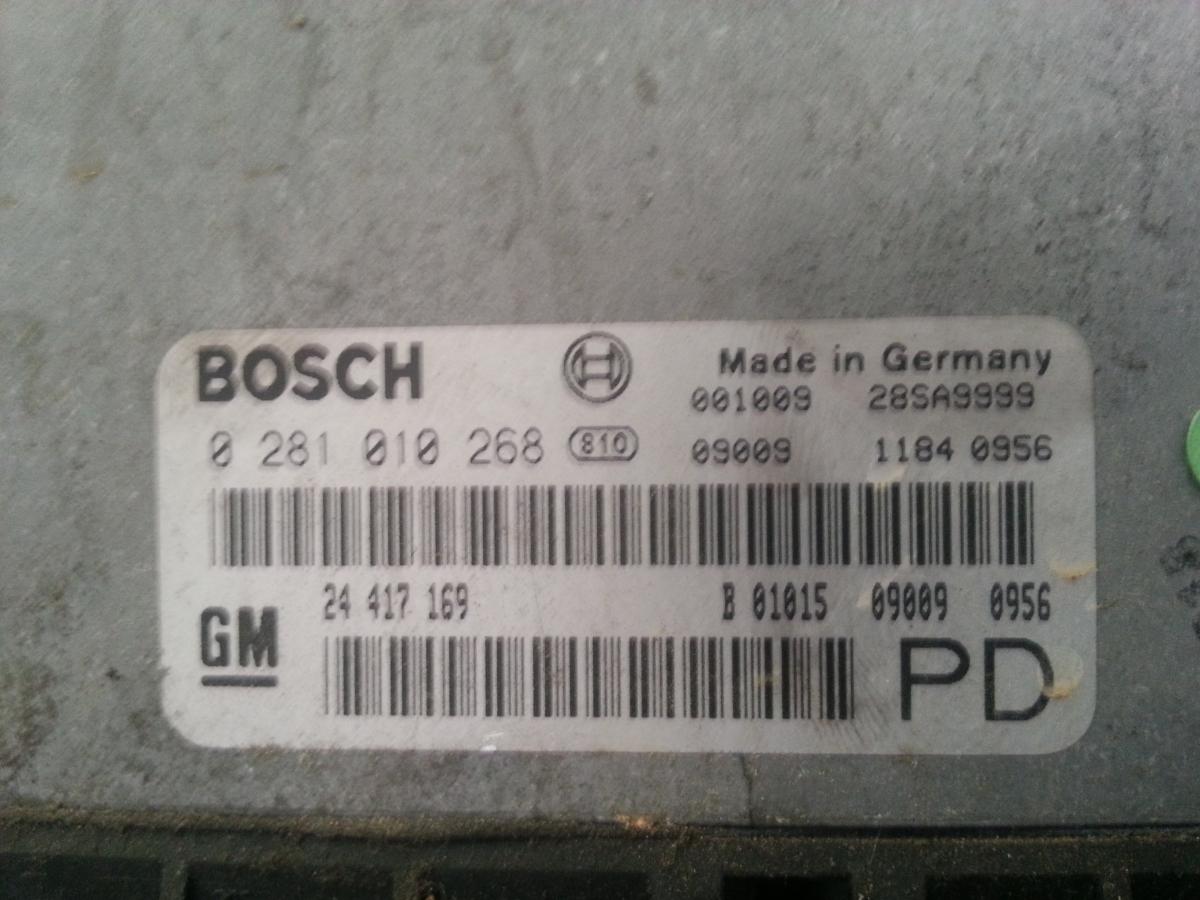 BOSCH
Made in Germany
001009 28SA9999
0 281 010 268 810 09009 1184 0956
24 417 169 B 01015 09009 0956
GM
PD